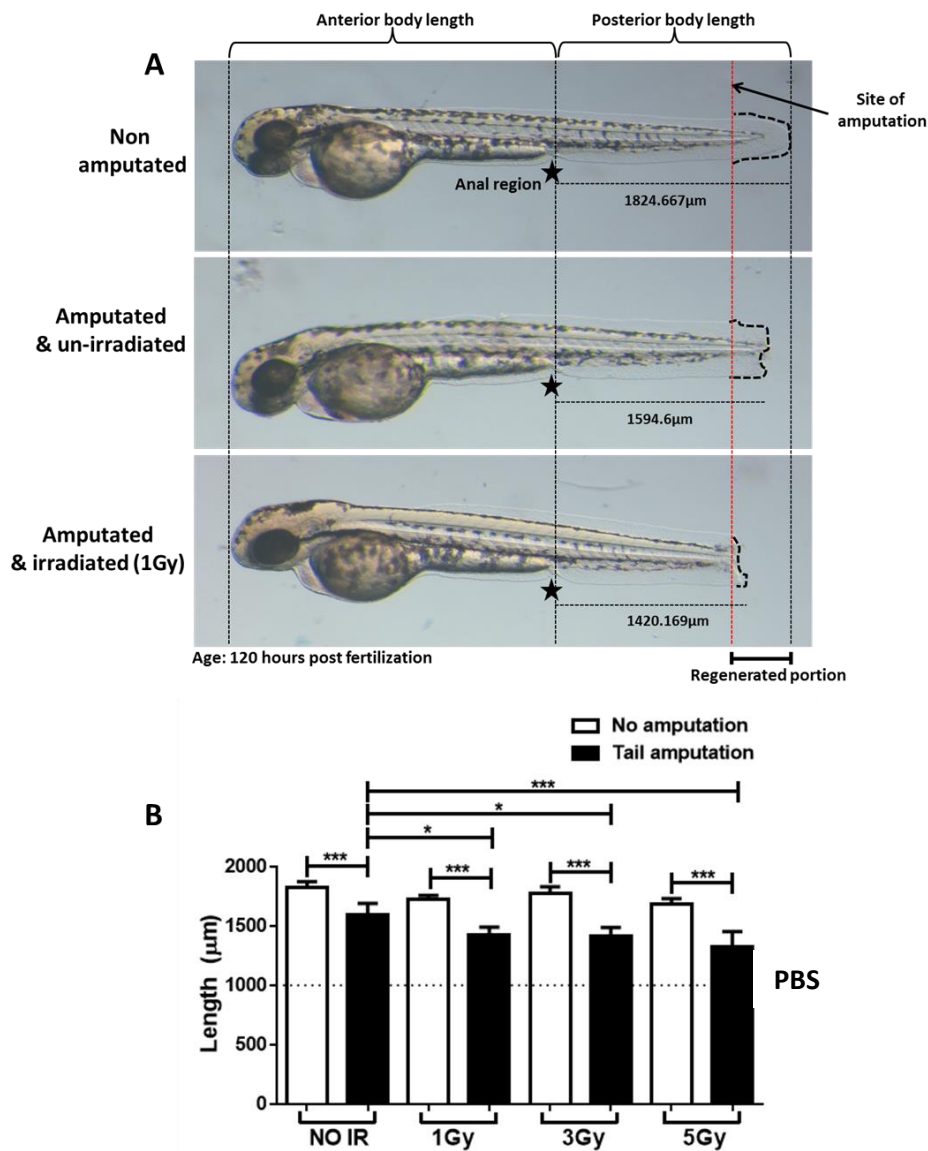 Anterior body length
Posterior body length
A
Site of
amputation
Non
amputated
Anal region
1824.667µm
Amputated
& un-irradiated
1594.6µm
Amputated
& irradiated (1Gy)
1420.169µm
Age: 120 hours post fertilization
Regenerated portion
No amputation
Tail amputation
B
***
*
*
***
***
***
***
2000
1500
1000
500
0
Length (µm)
PBS
NO IR
1Gy
3Gy
5Gy